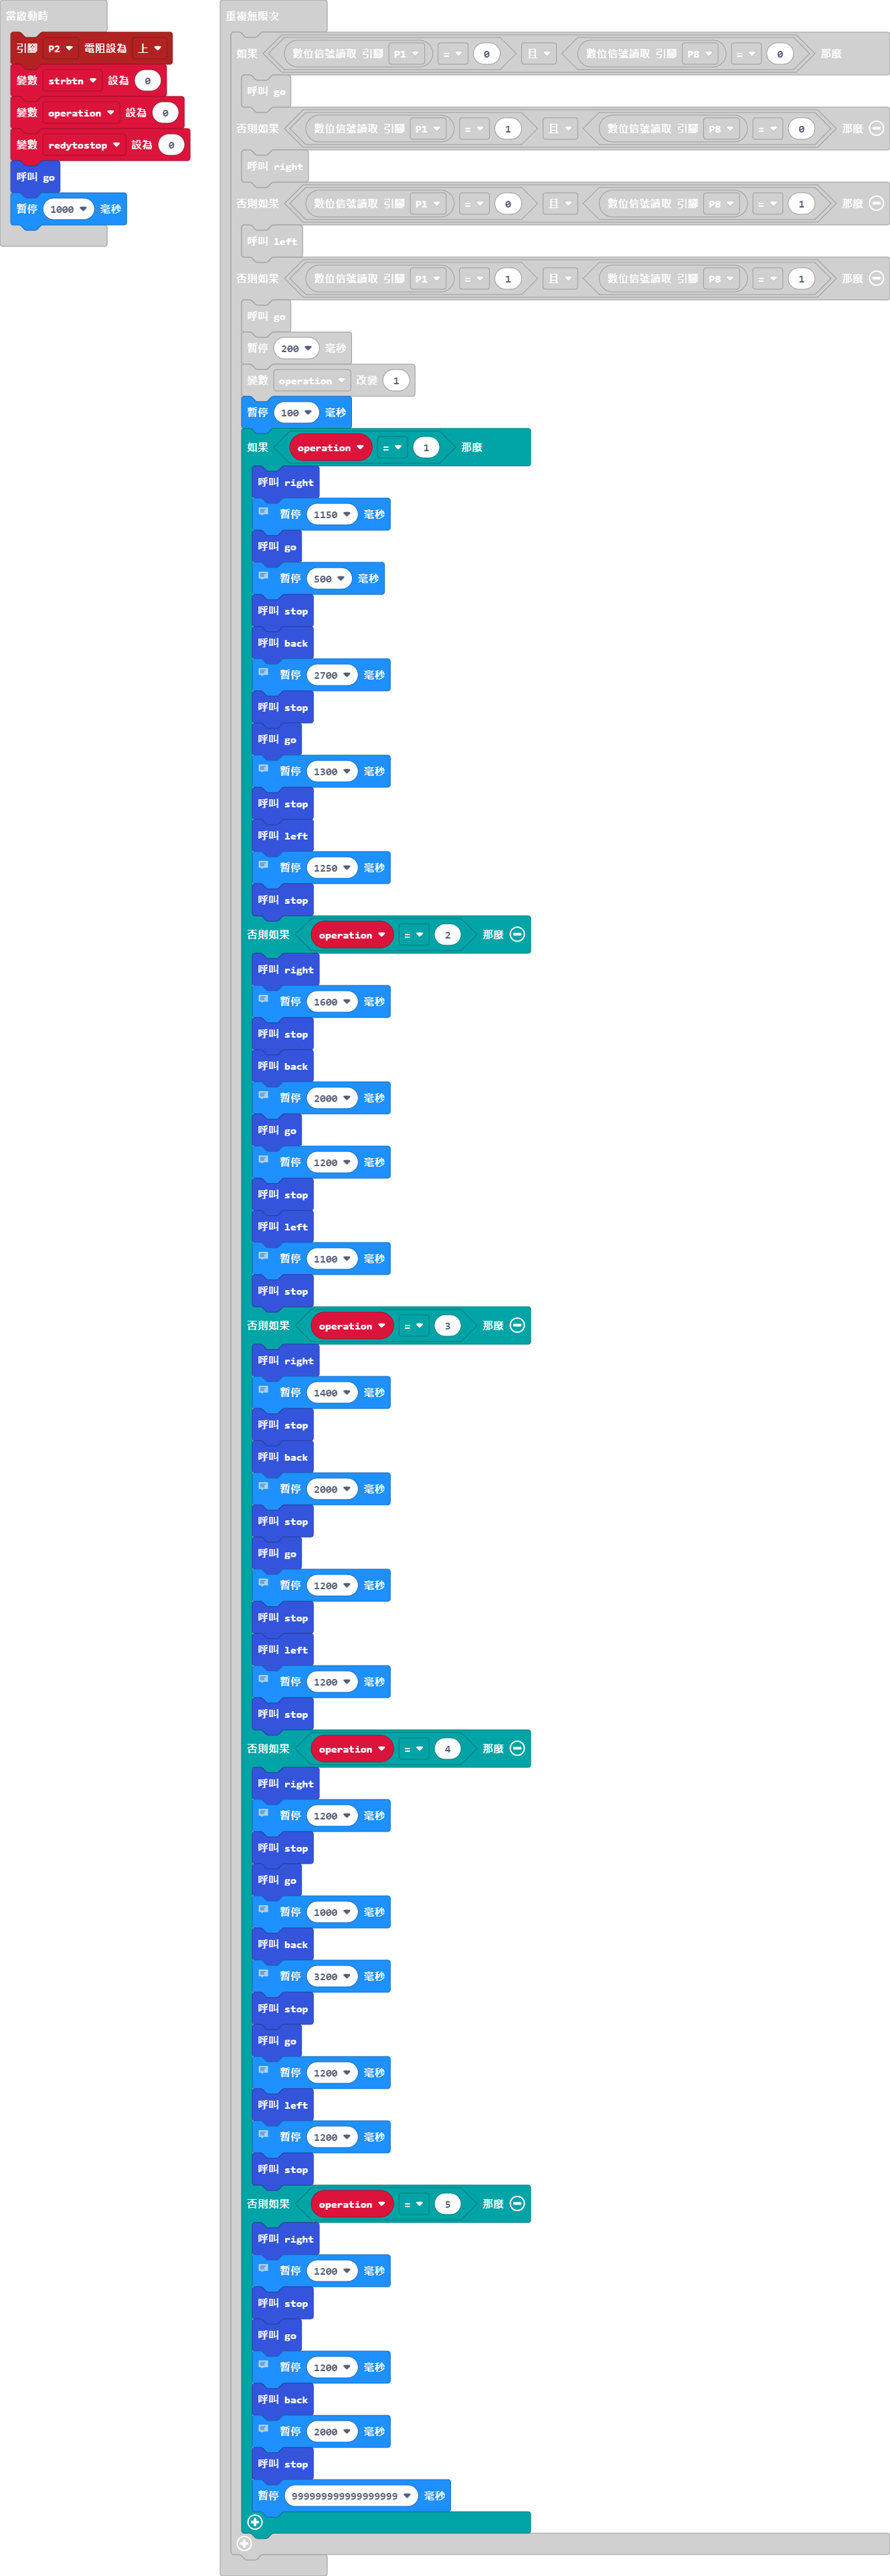 當啟動時
引腳 P2 電阻設為 上
變數 strbtn 設為 0
變數 operation 設為 0
變數 redytostop 設為 0
呼叫 go
暫停 1000 毫秒
重複無限次
如果 數位信號讀取 引腳 P1 = 0 且 數位信號讀取 引腳 P8 = 0 那麼
呼叫 go
否則如果 數位信號讀取 引腳 P1 = 1 且 數位信號讀取 引腳 P8 = 0 那麼
呼叫 right
否則如果 數位信號讀取 引腳 P1 = 0 且 數位信號讀取 引腳 P8 = 1 那麼
呼叫 left
否則如果 數位信號讀取 引腳 P1 = 1 且 數位信號讀取 引腳 P8 = 1 那麼
呼叫 go
暫停 200 毫秒
變數 operation 改變 1
暫停 100 毫秒
如果 operation = 1 那麼
呼叫 right
暫停 1150 毫秒
呼叫 go
暫停 500 毫秒
呼叫 stop
呼叫 back
暫停 2700 毫秒
呼叫 stop
呼叫 go
暫停 1300 毫秒
呼叫 stop
呼叫 left
暫停 1250 毫秒
呼叫 stop
否則如果 operation = 2 那麼
呼叫 right
暫停 1600 毫秒
呼叫 stop
呼叫 back
暫停 2000 毫秒
呼叫 go
暫停 1200 毫秒
呼叫 stop
呼叫 left
暫停 1100 毫秒
呼叫 stop
否則如果 operation = 3 那麼
呼叫 right
暫停 1400 毫秒
呼叫 stop
呼叫 back
暫停 2000 毫秒
呼叫 stop
呼叫 go
暫停 1200 毫秒
呼叫 stop
呼叫 left
暫停 1200 毫秒
呼叫 stop
否則如果 operation = 4 那麼
呼叫 right
暫停 1200 毫秒
呼叫 stop
呼叫 go
暫停 1000 毫秒
呼叫 back
暫停 3200 毫秒
呼叫 stop
呼叫 go
暫停 1200 毫秒
呼叫 left
暫停 1200 毫秒
呼叫 stop
否則如果 operation = 5 那麼
呼叫 right
暫停 1200 毫秒
呼叫 stop
呼叫 go
暫停 1200 毫秒
呼叫 back
暫停 2000 毫秒
呼叫 stop
暫停 999999999999999999 毫秒